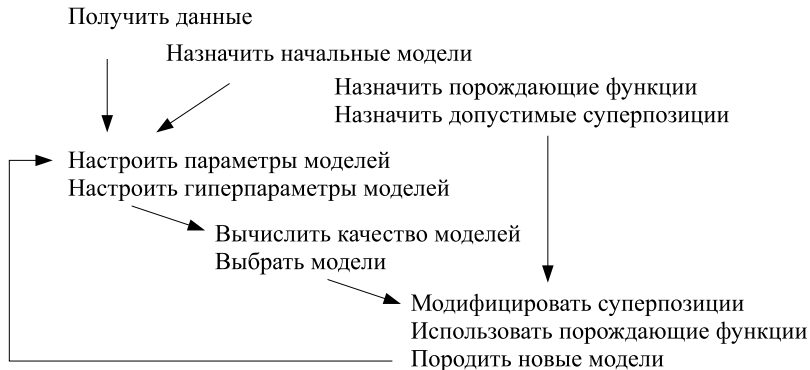 Получить данные
Назначить начальные модели
Назначить порождающие функции
Назначить допустимые суперпозиции
Настроить параметры моделей
Настроить гиперпараметры моделей
Вычислить качество моделей
Выбрать модели
Модифицировать суперпозиции
Использовать порождающие функции
Породить новые модели